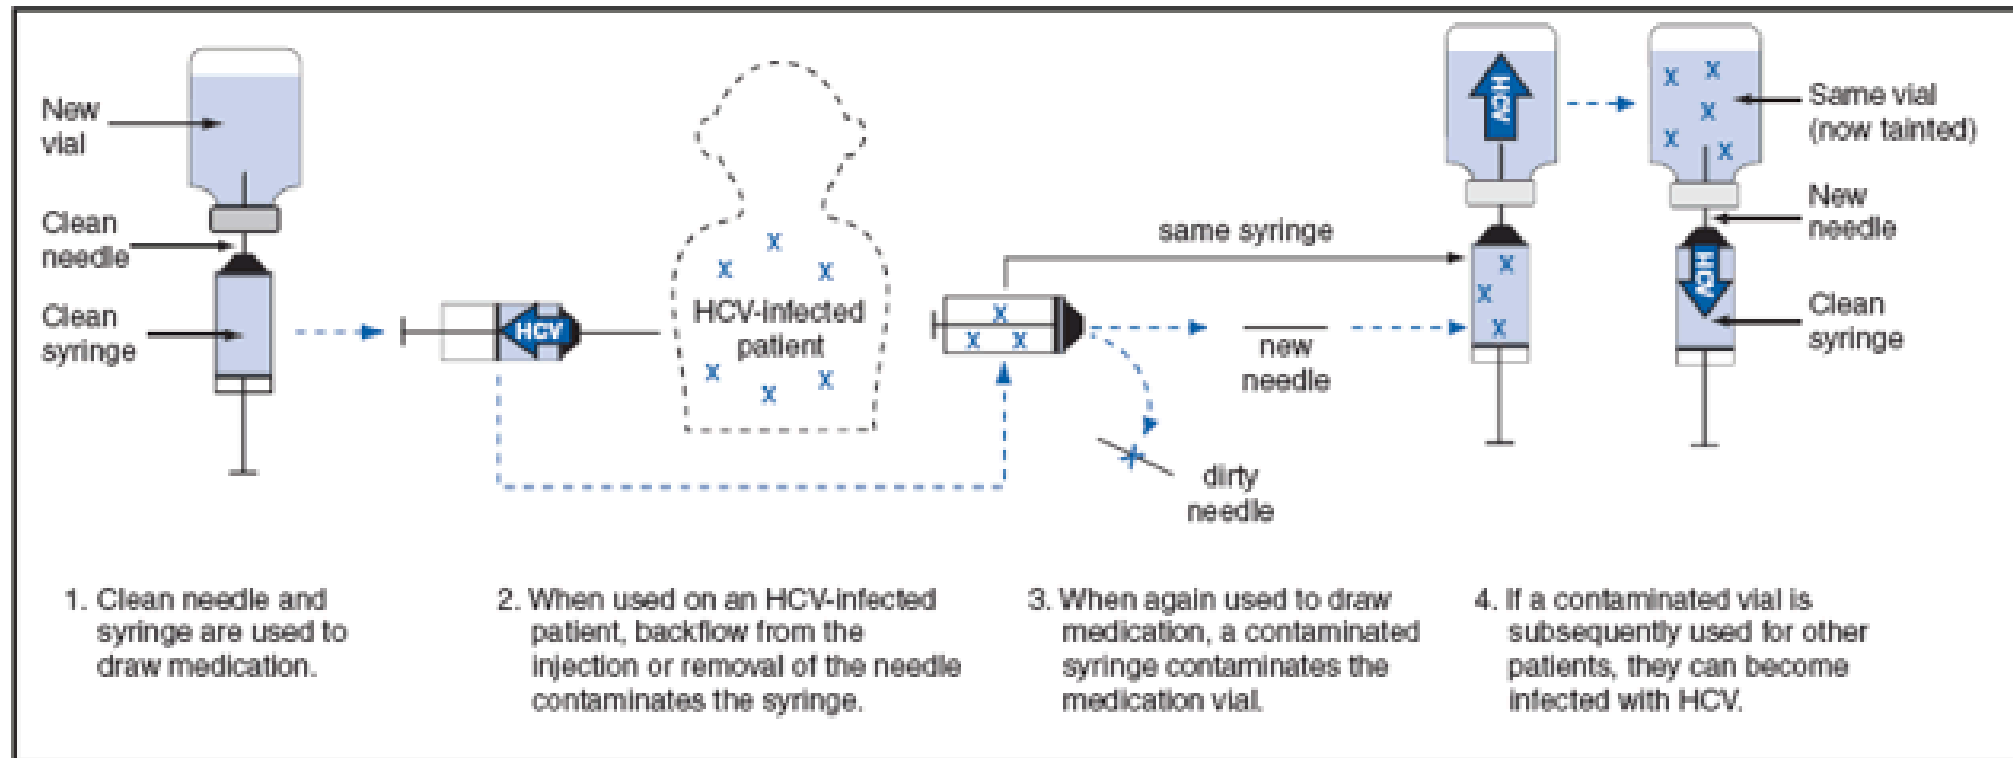 New
vial
Clean
needle
Clean
syringe
HCV
HCV-infected
patient
same syringe
new
needle
dirty
needle
HCV
Same vial
(now tainted)
New
needle
HCV
Clean
syringe
1. Clean needle and
syringe are used to
draw medication.
2. When used on an HCV-infected
patient, backflow from the
injection or removal of the needle
contaminates the syringe.
3. When again used to draw
medication, a contaminated
syringe contaminates the
medication vial.
4. If a contaminated vial is
subsequently used for other
patients, they can become
infected with HCV.